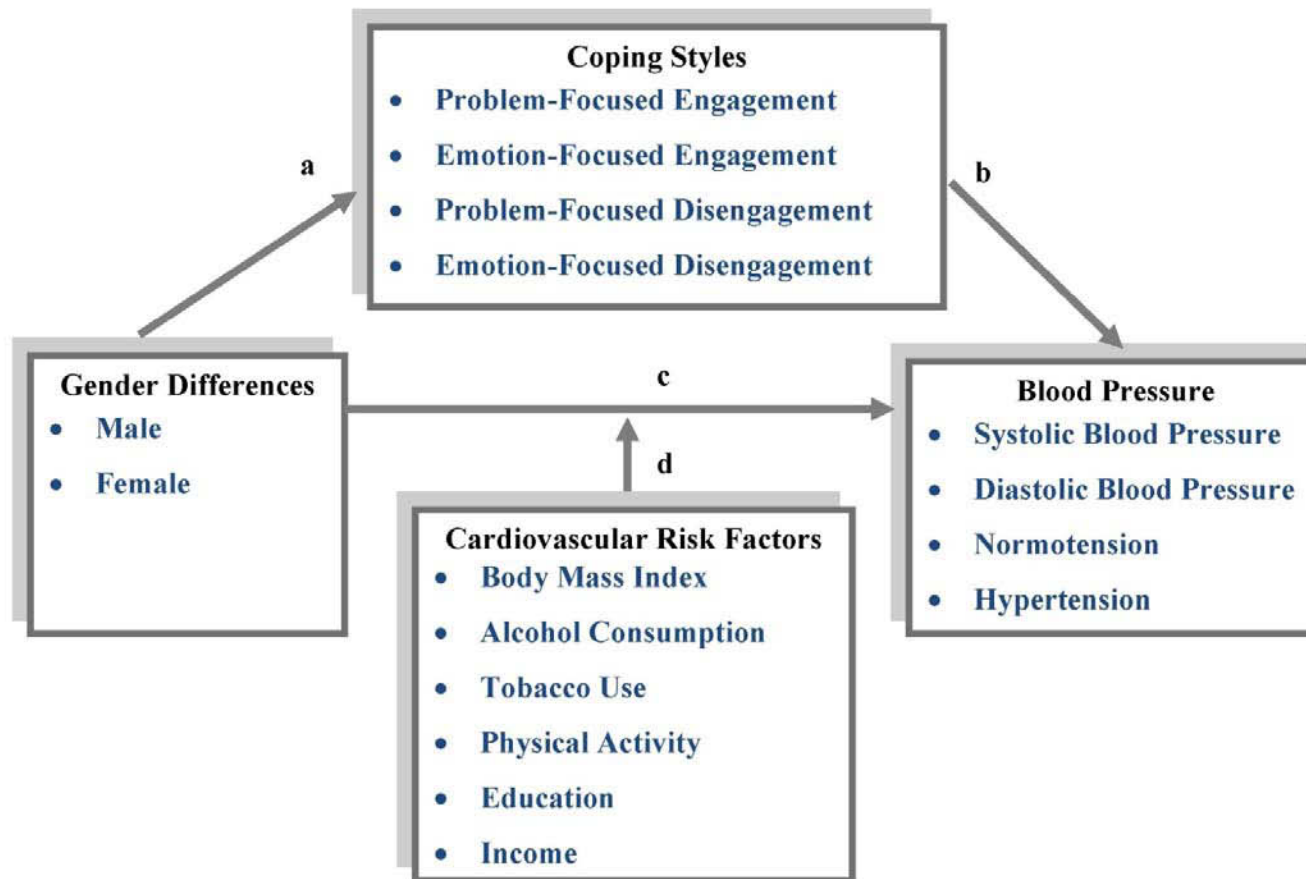 Coping Styles
• Problem-Focused Engagement
• Emotion-Focused Engagement
• Problem-Focused Disengagement
• Emotion-Focused Disengagement
a
b
Gender Differences
• Male
• Female
c
d
Blood Pressure
• Systolic Blood Pressure
• Diastolic Blood Pressure
• Normotension
• Hypertension
Cardiovascular Risk Factors
• Body Mass Index
• Alcohol Consumption
• Tobacco Use
• Physical Activity
• Education
• Income